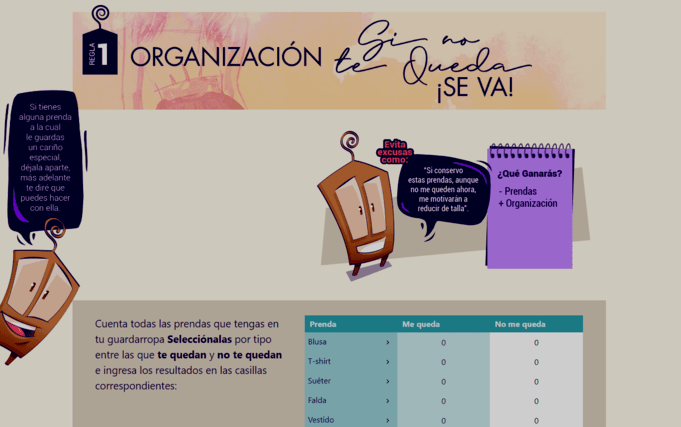 REGLA 1
ORGANIZACIÓN
Si no
te Queda
¡SE VA!
Si tienes
alguna prenda
a la cual
le guardas
un cariño
especial,
déjala aparte,
más adelante
te diré que
puedes hacer
con ella.
Evita
excusas
como:
"Si conservo
estas prendas, aunque
no me queden ahora,
me motivarán a
reducir de talla".
¿Qué Ganarás?
- Prendas
+ Organización
Cuenta todas las prendas que tengas en
tu guardarropa Selecciónalas por tipo
entre las que te quedan y no te quedan
e ingresa los resultados en las casillas
correspondientes:
Prenda Me queda No me queda
Blusa › 0 0
T-shirt › 0 0
Suéter › 0 0
Falda › 0 0
Vestido › 0 0